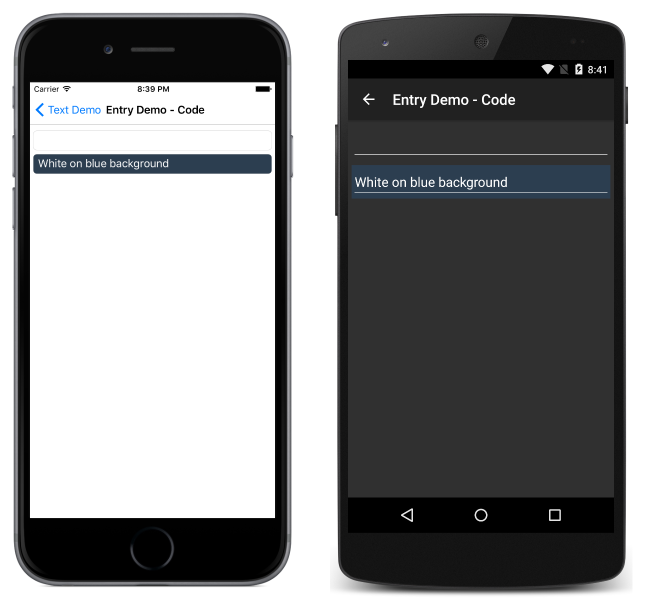 Carrier 8:39 PM
Text Demo Entry Demo - Code
White on blue background
8:41
Entry Demo - Code
White on blue background